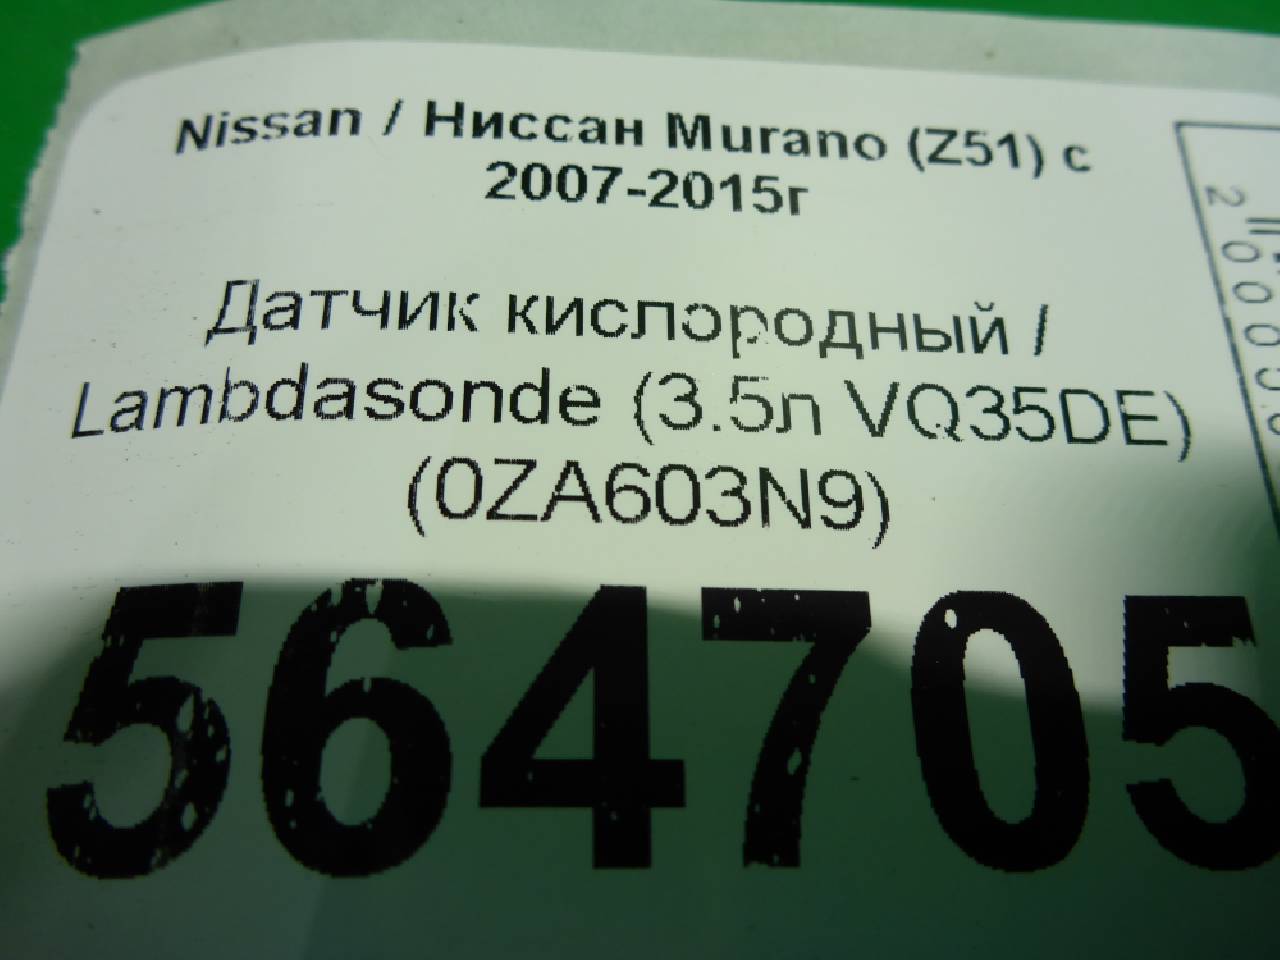 Nissan / Ниссан Murano (Z51) с
2007-2015г
Датчик кислородный /
Lambdasonde (3.5л VQ35DE)
(0ZA603N9)
564705